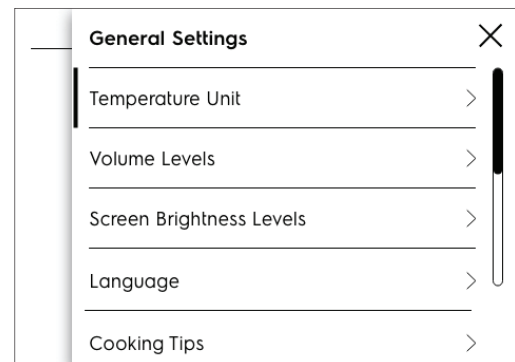 General Settings
Temperature Unit
Volume Levels
Screen Brightness Levels
Language
Cooking Tips